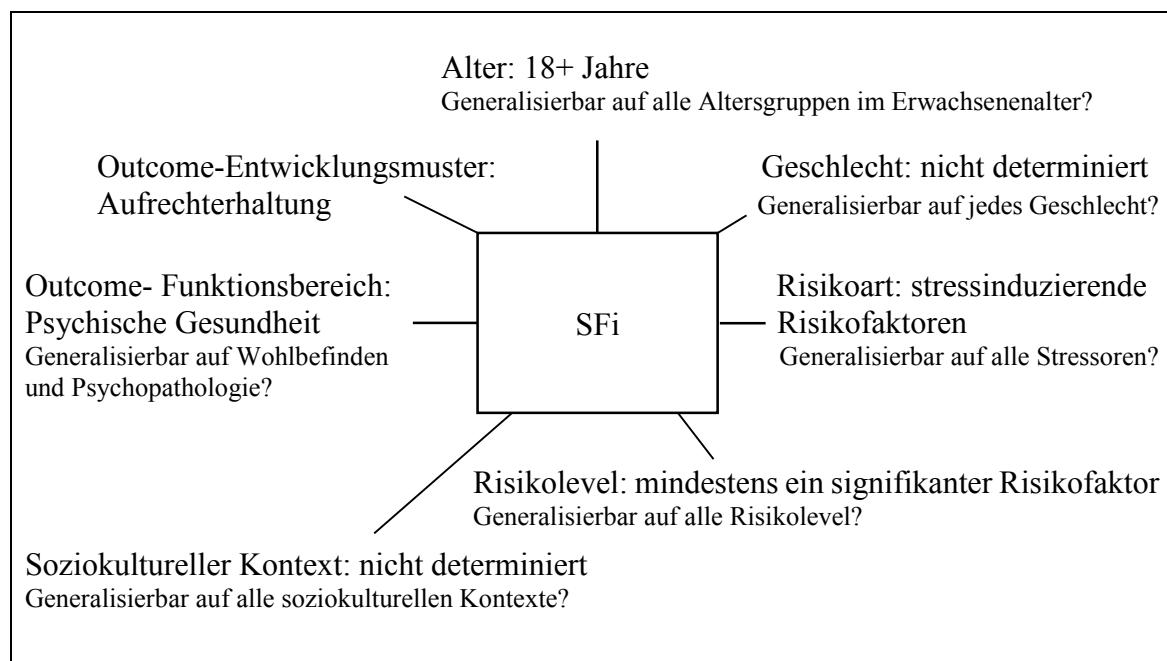 Alter: 18+ Jahre
Generalisierbar auf alle Altersgruppen im Erwachsenenalter?
Outcome-Entwicklungsmuster:
Aufrechterhaltung
Geschlecht: nicht determiniert
Generalisierbar auf jedes Geschlecht?
Outcome- Funktionsbereich:
Psychische Gesundheit
Generalisierbar auf Wohlbefinden
und Psychopathologie?
SFi
Risikoart: stressinduzierende
Risikofaktoren
Generalisierbar auf alle Stressoren?
Risikolevel: mindestens ein signifikanter Risikofaktor
Generalisierbar auf alle Risikolevel?
Soziokultureller Kontext: nicht determiniert
Generalisierbar auf alle soziokulturellen Kontexte?